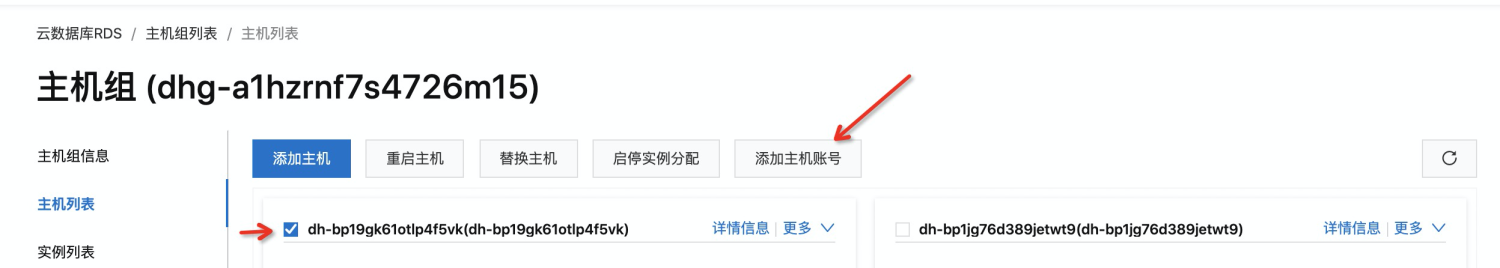 云数据库RDS / 主机组列表 / 主机列表
主机组 (dhg-a1hzrnf7s4726m15)
主机组信息
主机列表
实例列表
添加主机 重启主机 替换主机 启停实例分配 添加主机账号
dh-bp19gk61otlp4f5vk(dh-bp19gk61otlp4f5vk) 详情信息 更多
dh-bp1jg76d389jetwt9(dh-bp1jg76d389jetwt9) 详情信息 更多